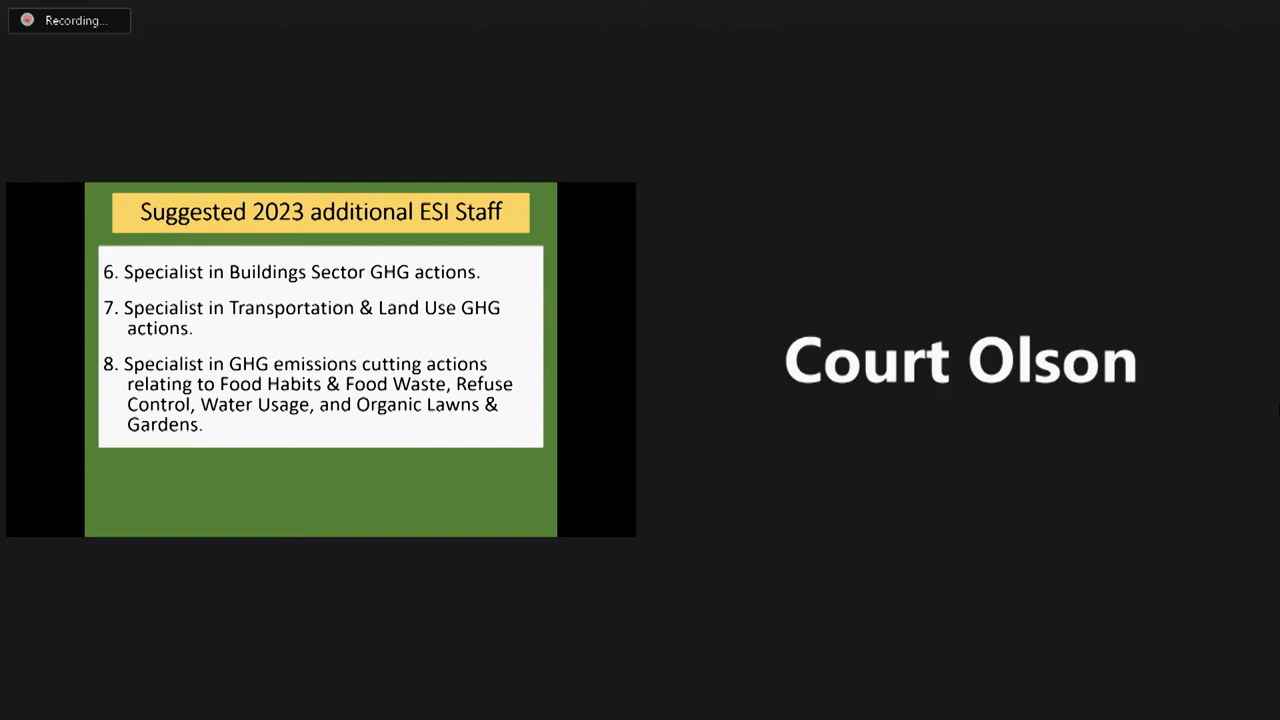 Recording...
Suggested 2023 additional ESI Staff
6. Specialist in Buildings Sector GHG actions.
7. Specialist in Transportation & Land Use GHG
actions.
8. Specialist in GHG emissions cutting actions
relating to Food Habits & Food Waste, Refuse
Control, Water Usage, and Organic Lawns &
Gardens.
Court Olson